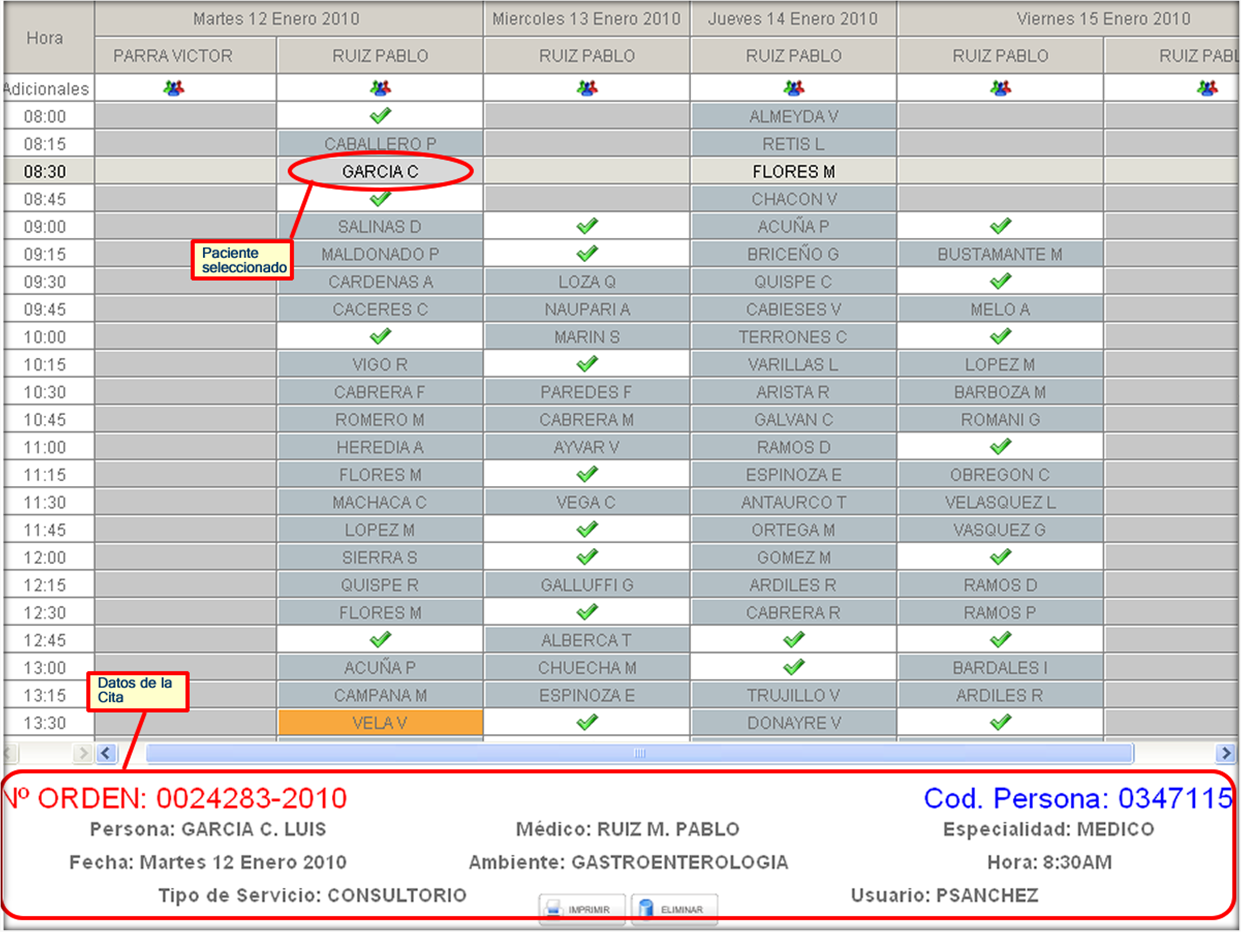 Hora Martes 12 Enero 2010 Miercoles 13 Enero 2010 Jueves 14 Enero 2010 Viernes 15 Enero 2010
PARRA VICTOR RUIZ PABLO RUIZ PABLO RUIZ PABLO RUIZ PABLO RUIZ PABL
Adicionales
08:00 ALMEYDA V
08:15 CABALLERO P RETIS L
08:30 GARCIA C FLORES M
08:45 CHACON V
09:00 SALINAS D ACUÑA P
Paciente
seleccionado
09:15 MALDONADO P BRICEÑO G BUSTAMANTE M
09:30 CARDENAS A LOZA Q QUISPE C
09:45 CACERES C NAUPARI A CABIESES V MELO A
10:00 MARIN S TERRONES C
10:15 VIGO R VARILLAS L LOPEZ M
10:30 CABRERA F PAREDES F ARISTA R BARBOZA M
10:45 ROMERO M CABRERA M GALVAN C ROMANI G
11:00 HEREDIA A AYVAR V RAMOS D
11:15 FLORES M ESPINOZA E OBREGON C
11:30 MACHACA C VEGA C ANTAURCO T VELASQUEZ L
11:45 LOPEZ M ORTEGA M VASQUEZ G
12:00 SIERRA S GOMEZ M
12:15 QUISPE R GALLUFFI G ARDILES R RAMOS D
12:30 FLORES M CABRERA R RAMOS P
12:45 ALBERCA T
13:00 ACUÑA P CHUECHA M BARDALES I
Datos de la
Cita
13:15 CAMPANA M ESPINOZA E TRUJILLO V ARDILES R
13:30 VELA V DONAYRE V
Nº ORDEN: 0024283-2010 Cod. Persona: 0347115
Persona: GARCIA C. LUIS Médico: RUIZ M. PABLO Especialidad: MEDICO
Fecha: Martes 12 Enero 2010 Ambiente: GASTROENTEROLOGIA Hora: 8:30AM
Tipo de Servicio: CONSULTORIO Usuario: PSANCHEZ
IMPRIMIR ELIMINAR